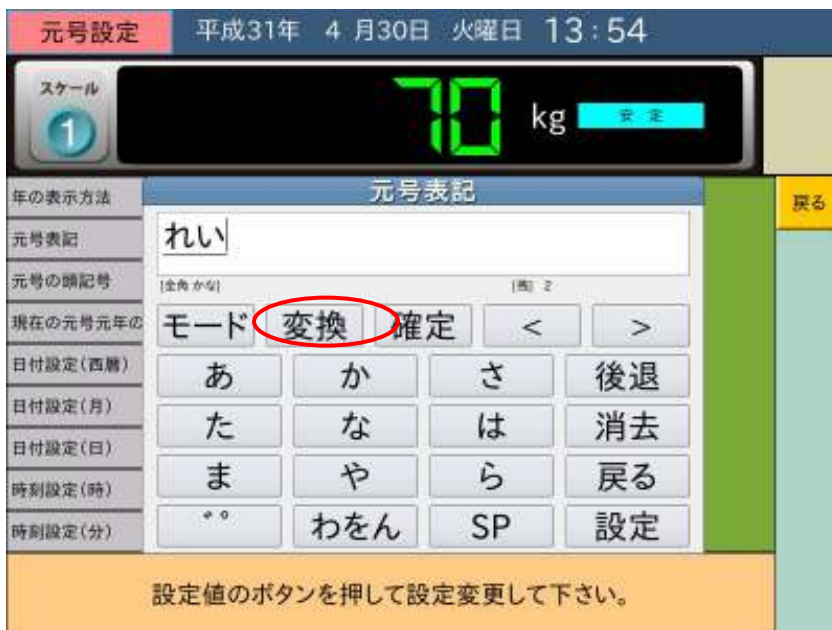 元号設定 平成31年 4月30日 火曜日 13:54
スケール
1
70 kg 安定
年の表示方法
元号表記
元号の頭記号
現在の元号元年の
日付設定(西暦)
日付設定(月)
日付設定(日)
時刻設定(時)
時刻設定(分)
元号表記
れい
[全角 かな] [残] 2
モード 変換 確定 < >
あ か さ 後退
た な は 消去
ま や ら 戻る
゛゜ わをん SP 設定
戻る
設定値のボタンを押して設定変更して下さい。